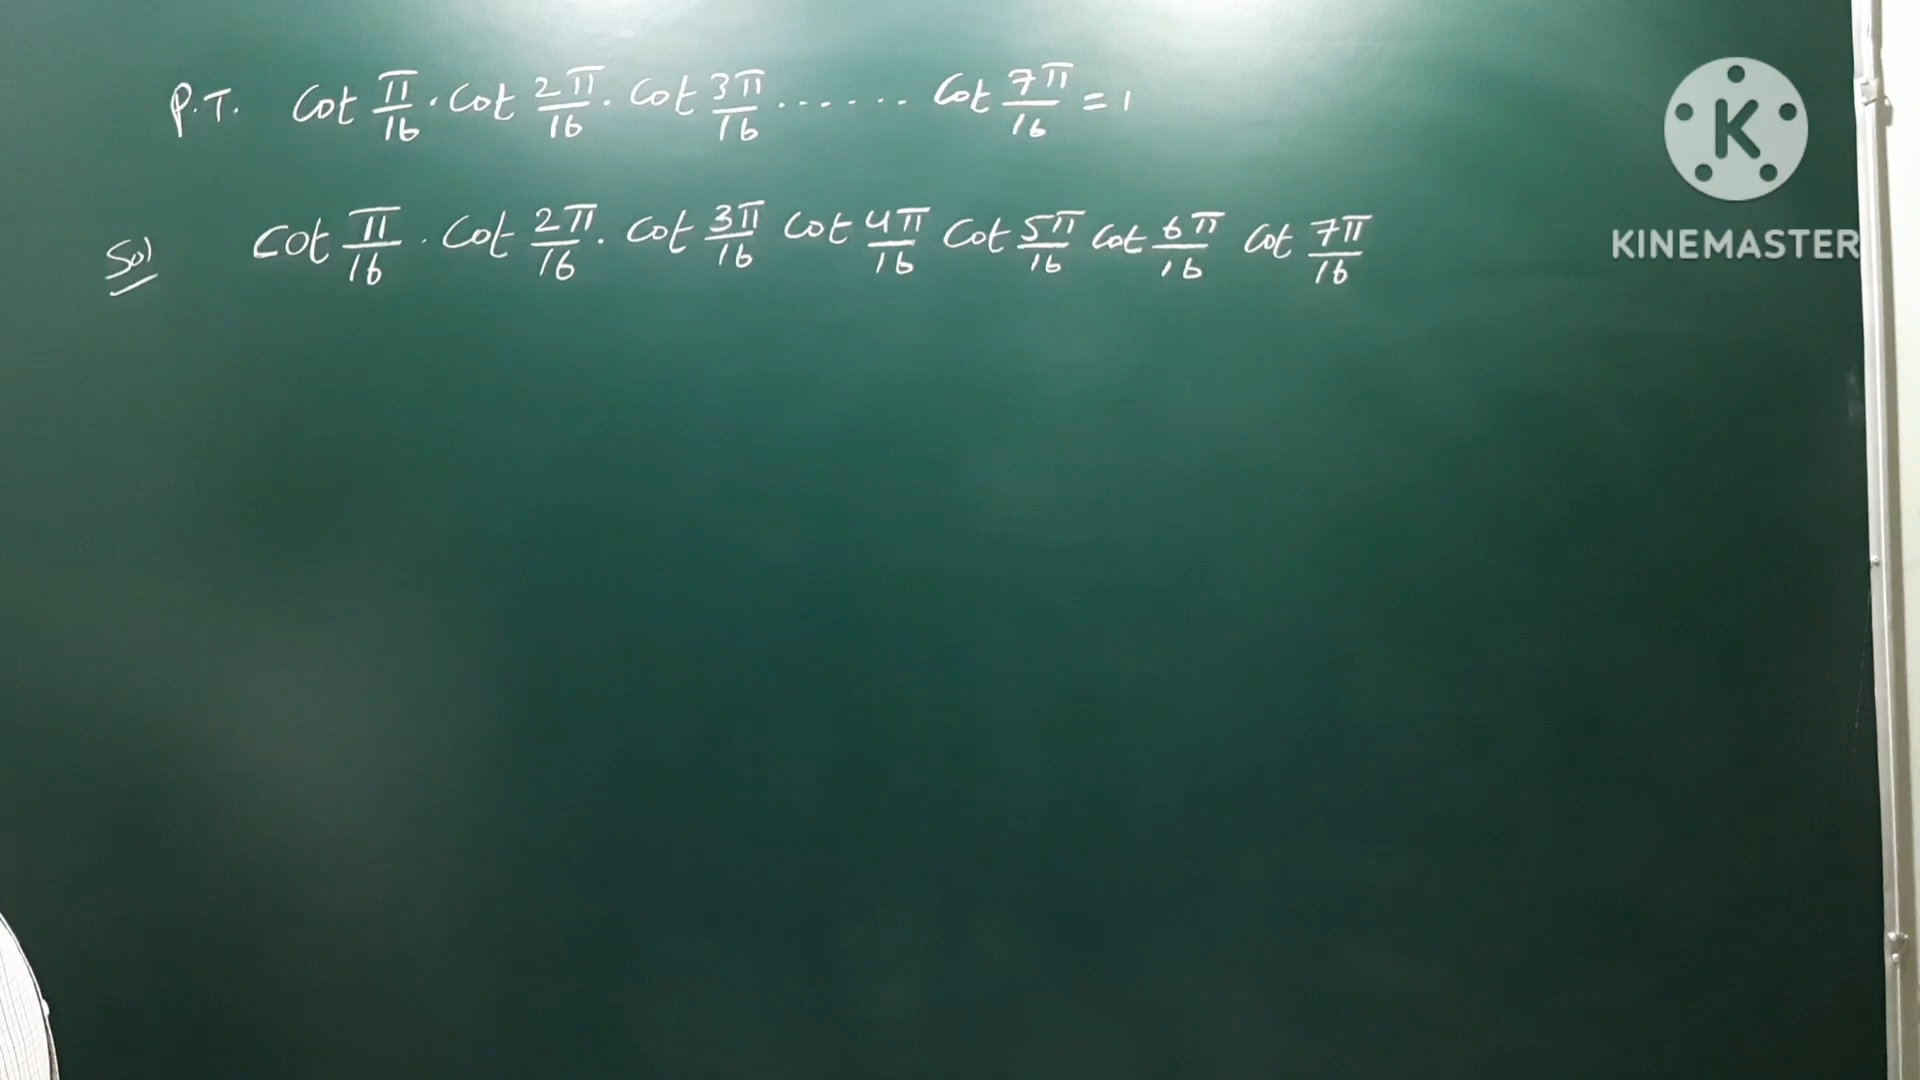 P.T. Cot π/16 · Cot 2π/16 · Cot 3π/16 ....... Cot 7π/16 = 1
Sol Cot π/16 · Cot 2π/16 · Cot 3π/16 Cot 4π/16 Cot 5π/16 Cot 6π/16 Cot 7π/16
K
KINEMASTER